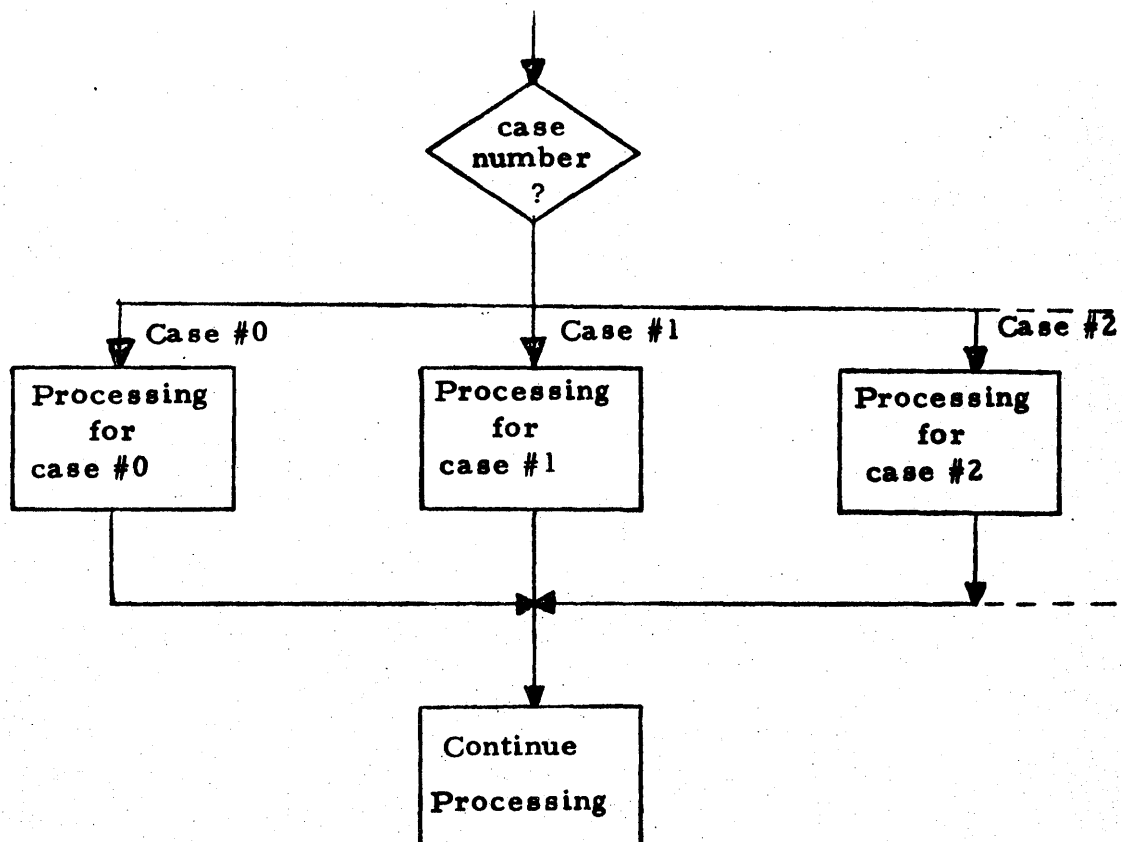 case
number
?
Case #0
Case #1
Case #2
Processing
for
case #0
Processing
for
case #1
Processing
for
case #2
Continue
Processing